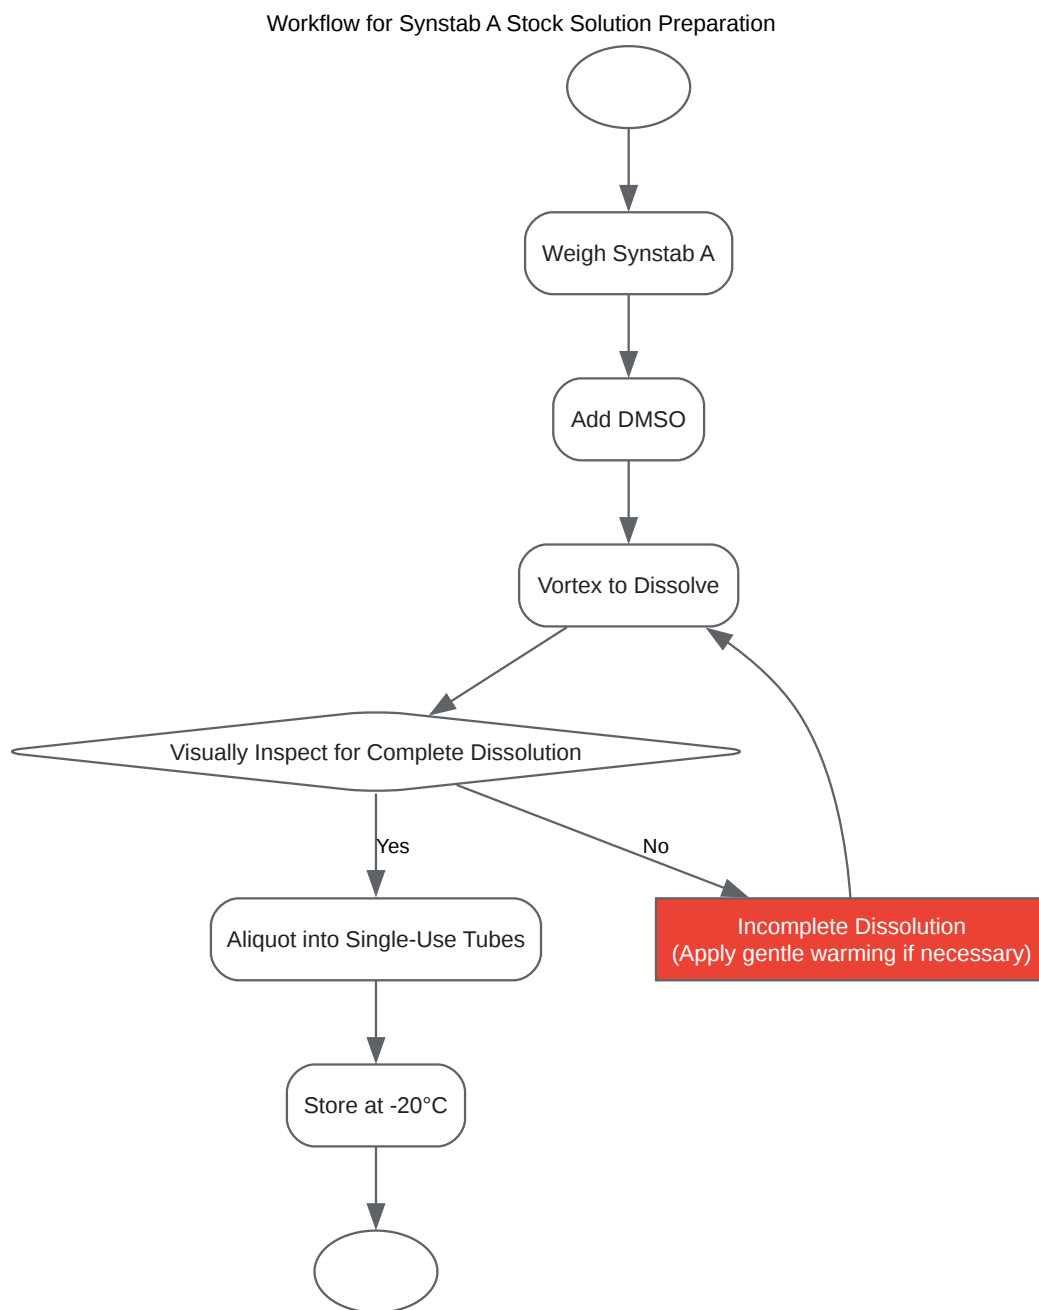 Workflow for Synstab A Stock Solution Preparation
Weigh Synstab A
Add DMSO
Vortex to Dissolve
Visually Inspect for Complete Dissolution
Yes
No
Aliquot into Single-Use Tubes
Incomplete Dissolution
(Apply gentle warming if necessary)
Store at -20°C